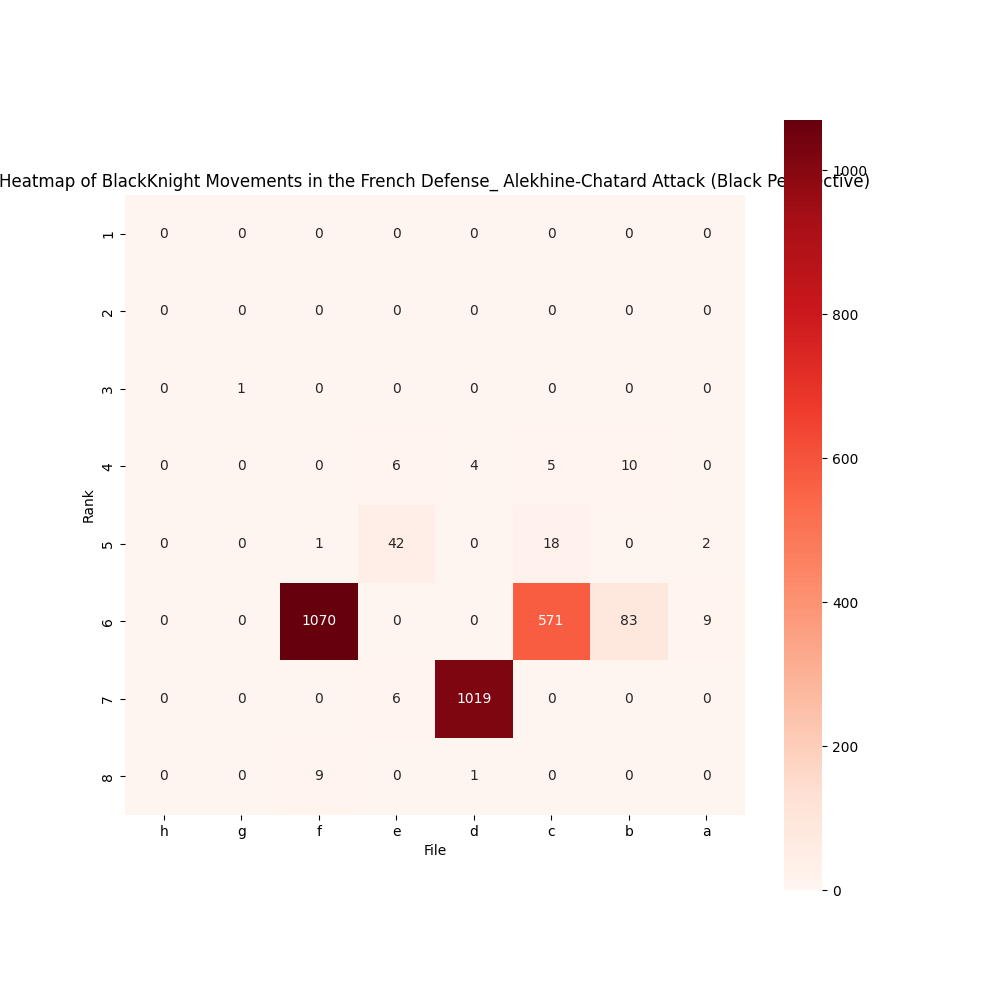 Heatmap of BlackKnight Movements in the French Defense_ Alekhine-Chatard Attack (Black Perspective)
1000
800
600
400
200
0
Rank
1 0 0 0 0 0 0 0 0
2 0 0 0 0 0 0 0 0
3 0 1 0 0 0 0 0 0
4 0 0 0 6 4 5 10 0
5 0 0 1 42 0 18 0 2
6 0 0 1070 0 0 571 83 9
7 0 0 0 6 1019 0 0 0
8 0 0 9 0 1 0 0 0
h g f e d c b a
File